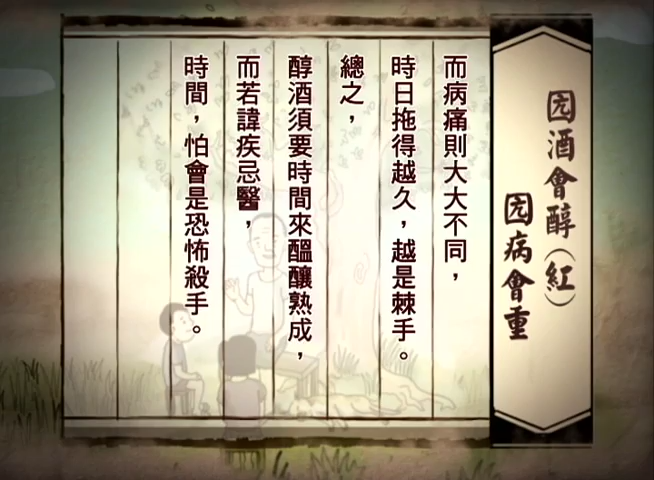 囥酒會醇（紅）
囥病會重
而病痛則大大不同，
時日拖得越久，越是棘手。
總之，
醇酒須要時間來醞釀熟成，
而若諱疾忌醫，
時間，怕會是恐怖殺手。